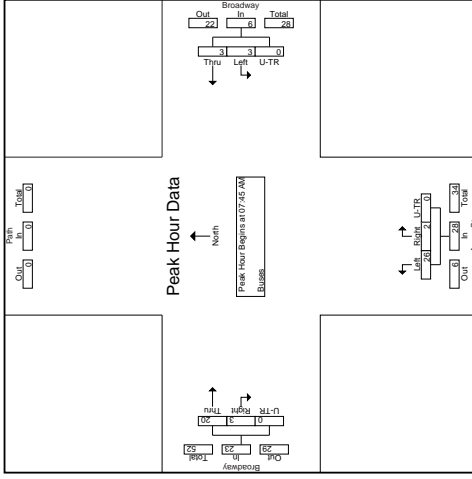 Broadway
Out In Total
22 6 28
3 3 0
Thru Left U-TR
Path
Out In Total
0 0 0
Peak Hour Data
North
Peak Hour Begins at 07:45 AM
Buses
Left Right U-TR
26 2 0
6 28 34
Out In Total
U-TR Right Thru
0 3 20
29 23 52
Out In Total
Broadway